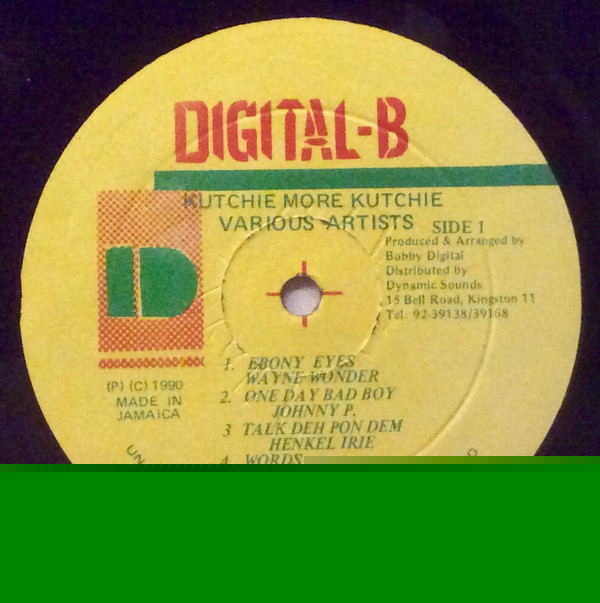 DIGITAL-B
KUTCHIE MORE KUTCHIE
VARIOUS ARTISTS
SIDE 1
Produced & Arranged by
Bobby Digital
Distributed by
Dynamic Sounds
15 Bell Road, Kingston 11
Tel. 92-39138/39168
D
(P) (C) 1990
MADE IN
JAMAICA
1. EBONY EYES
WAYNE WONDER
2. ONE DAY BAD BOY
JOHNNY P.
3 TALK DEH PON DEM
HENKEL IRIE
4. WORDS
UN